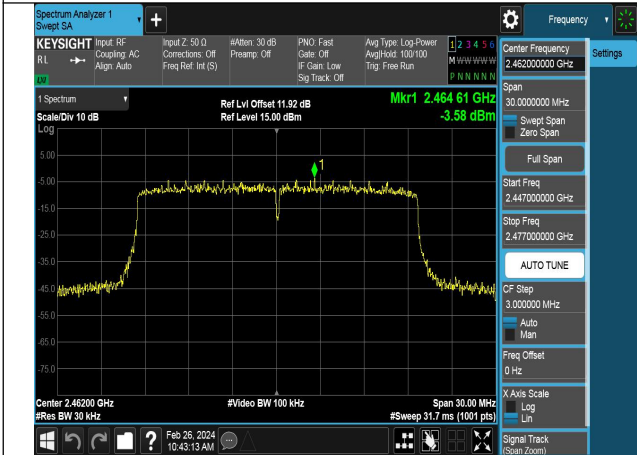 Spectrum Analyzer 1
Swept SA
+
Frequency
KEYSIGHT
R L
Input: RF
Coupling: AC
Align: Auto
Input Z: 50 Ω
Corrections: Off
Freq Ref: Int (S)
#Atten: 30 dB
Preamp: Off
PNO: Fast
Gate: Off
IF Gain: Low
Sig Track: Off
Avg Type: Log-Power
Avg|Hold: 100/100
Trig: Free Run
1 2 3 4 5 6
M W W W W W
P N N N N N
1 Spectrum
Scale/Div 10 dB
Log
Ref Lvl Offset 11.92 dB
Ref Level 15.00 dBm
Mkr1 2.464 61 GHz
-3.58 dBm
5.00
-5.00
-15.0
-25.0
-35.0
-45.0
-55.0
-65.0
-75.0
1
Center 2.46200 GHz
#Res BW 30 kHz
#Video BW 100 kHz
Span 30.00 MHz
#Sweep 31.7 ms (1001 pts)
Feb 26, 2024
10:43:13 AM
?
Center Frequency
2.462000000 GHz
Settings
Span
30.0000000 MHz
Swept Span
Zero Span
Full Span
Start Freq
2.447000000 GHz
Stop Freq
2.477000000 GHz
AUTO TUNE
CF Step
3.000000 MHz
Auto
Man
Freq Offset
0 Hz
X Axis Scale
Log
Lin
Signal Track
(Span Zoom)